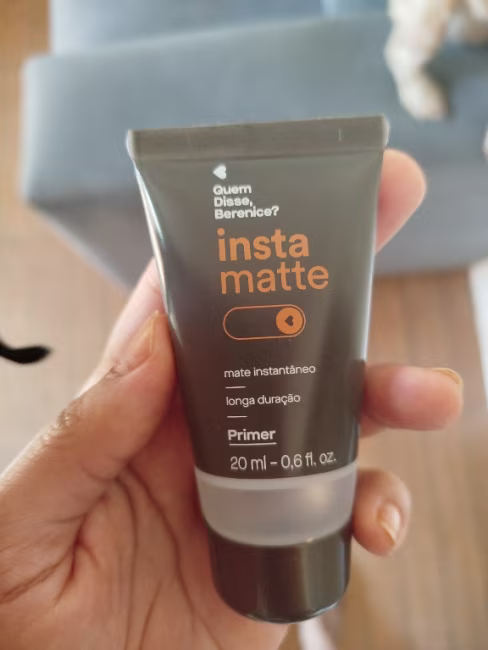 Quem
Disse,
Berenice?
insta
matte
mate instantâneo
longa duração
Primer
20 ml - 0,6 fl. oz.